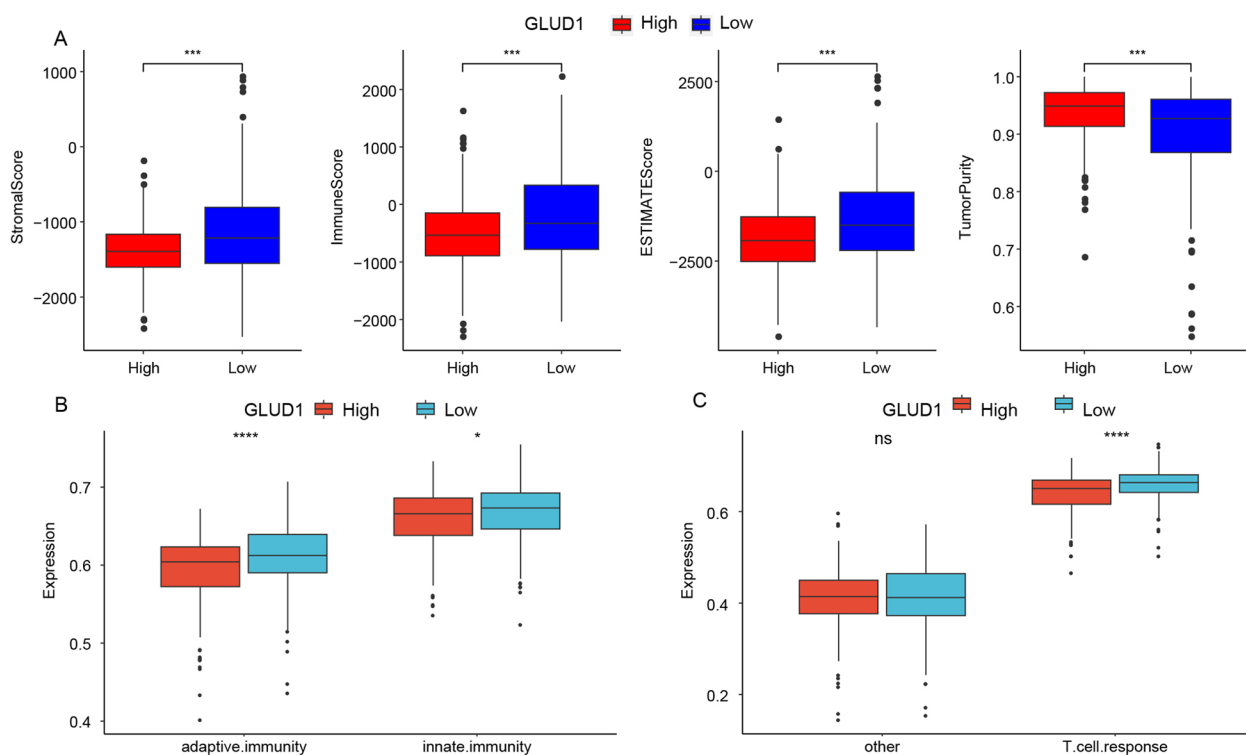 GLUD1 High Low
A
***
***
***
***
StromalScore
1000
0
−1000
−2000
High Low
ImmuneScore
2000
1000
0
−1000
−2000
High Low
ESTIMATEScore
2500
0
−2500
High Low
TumorPurity
1.0
0.9
0.8
0.7
0.6
High Low
B
GLUD1 High Low
****
*
Expression
0.7
0.6
0.5
0.4
adaptive.immunity innate.immunity
C
GLUD1 High Low
ns
****
Expression
0.6
0.4
0.2
other T.cell.response